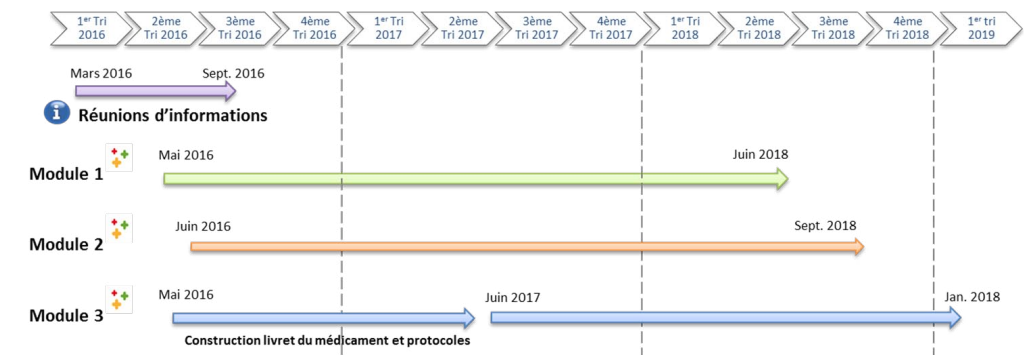 1er Tri 2016
2ème Tri 2016
3ème Tri 2016
4ème Tri 2016
1er Tri 2017
2ème Tri 2017
3ème Tri 2017
4ème Tri 2017
1er Tri 2018
2ème Tri 2018
3ème Tri 2018
4ème Tri 2018
1er tri 2019
Mars 2016
Sept. 2016
i Réunions d'informations
Mai 2016
Juin 2018
Module 1
Juin 2016
Sept. 2018
Module 2
Mai 2016
Juin 2017
Jan. 2018
Module 3
Construction livret du médicament et protocoles